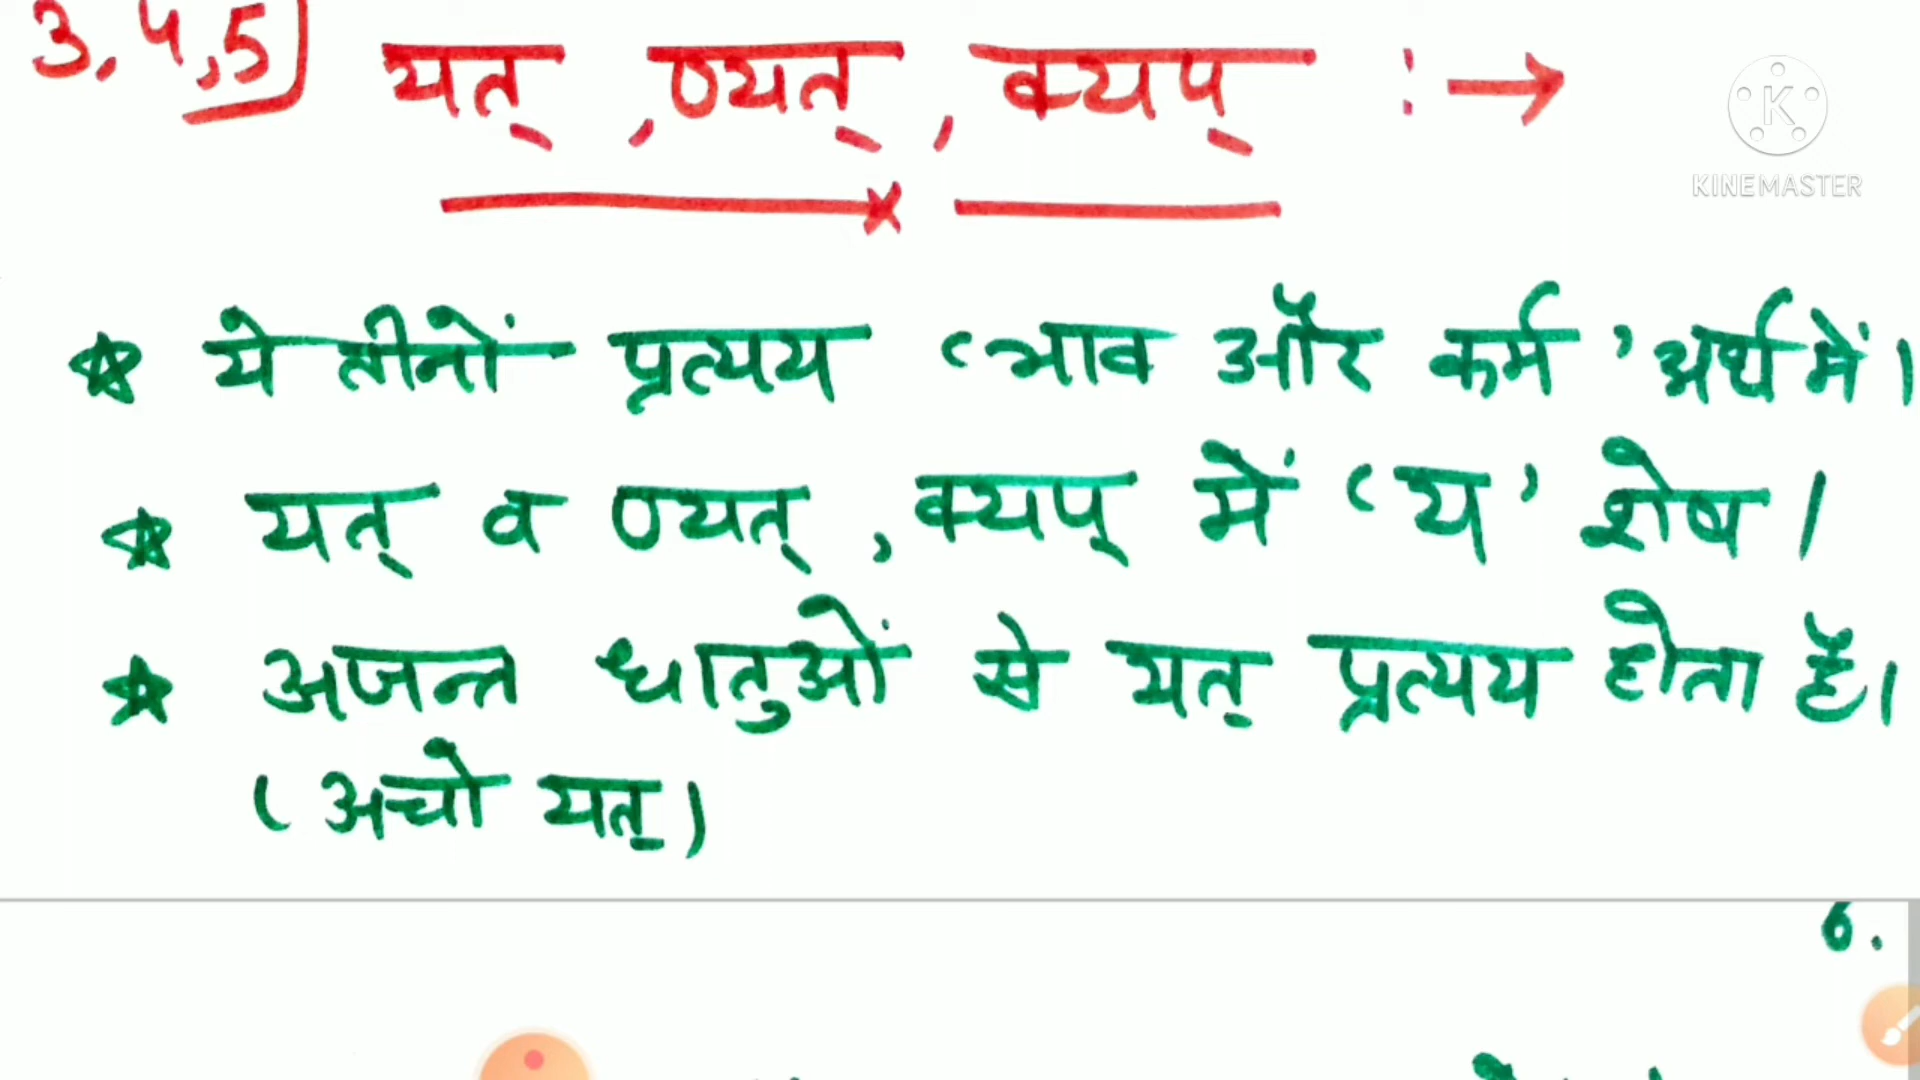 3,4,5] यत्, ण्यत्, क्यप् :→
KINEMASTER
☆ ये तीनों प्रत्यय 'भाव और कर्म' अर्थ में।
☆ यत् व ण्यत्, क्यप् में 'य' शेष।
☆ अजन्त धातुओं से यत् प्रत्यय होता है।
(अचो यत्)
6.